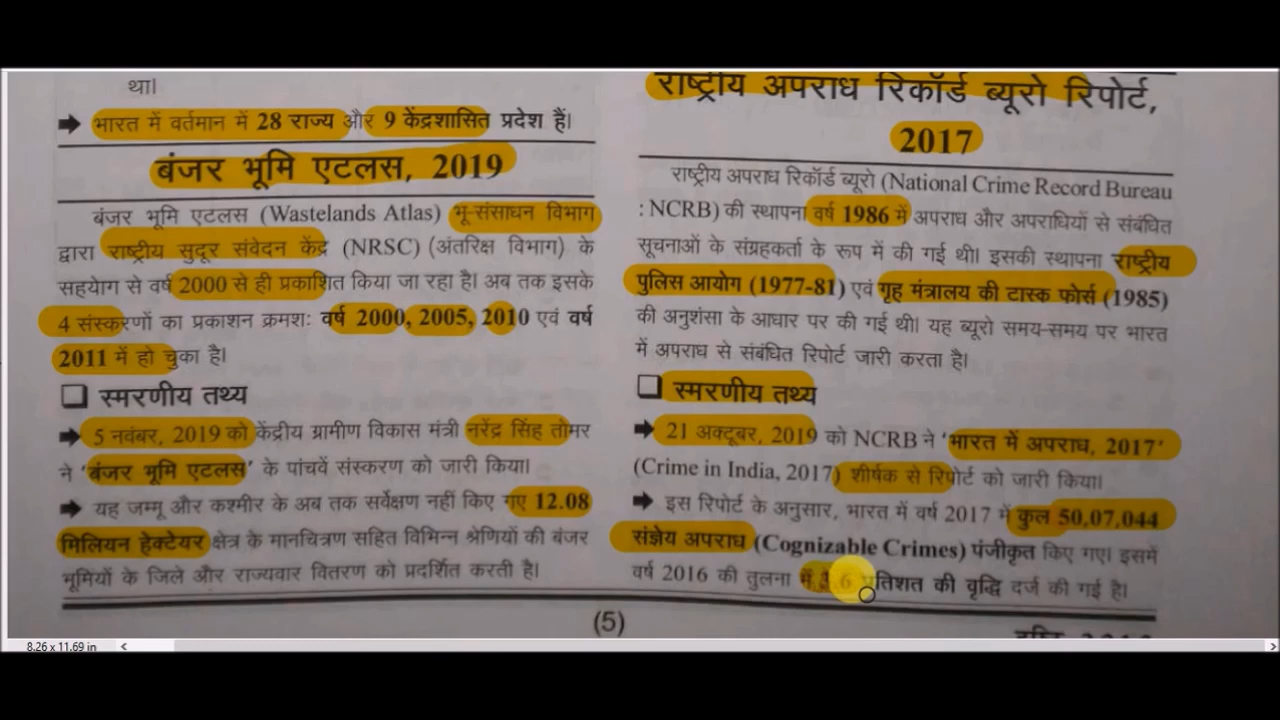 था।
➡ भारत में वर्तमान में 28 राज्य और 9 केंद्रशासित प्रदेश हैं।
बंजर भूमि एटलस, 2019
बंजर भूमि एटलस (Wastelands Atlas) भू-संसाधन विभाग
द्वारा राष्ट्रीय सुदूर संवेदन केंद्र (NRSC) (अंतरिक्ष विभाग) के
सहयोग से वर्ष 2000 से ही प्रकाशित किया जा रहा है। अब तक इसके
4 संस्करणों का प्रकाशन क्रमश: वर्ष 2000, 2005, 2010 एवं वर्ष
2011 में हो चुका है।
❑ स्मरणीय तथ्य
➡ 5 नवंबर, 2019 को केंद्रीय ग्रामीण विकास मंत्री नरेंद्र सिंह तोमर
ने 'बंजर भूमि एटलस' के पांचवें संस्करण को जारी किया।
➡ यह जम्मू और कश्मीर के अब तक सर्वेक्षण नहीं किए गए 12.08
मिलियन हेक्टेयर क्षेत्र के मानचित्रण सहित विभिन्न श्रेणियों की बंजर
भूमियों के जिले और राज्यवार वितरण को प्रदर्शित करती है।
राष्ट्रीय अपराध रिकॉर्ड ब्यूरो रिपोर्ट,
2017
राष्ट्रीय अपराध रिकॉर्ड ब्यूरो (National Crime Record Bureau
: NCRB) की स्थापना वर्ष 1986 में अपराध और अपराधियों से संबंधित
सूचनाओं के संग्रहकर्ता के रूप में की गई थी। इसकी स्थापना राष्ट्रीय
पुलिस आयोग (1977-81) एवं गृह मंत्रालय की टास्क फोर्स (1985)
की अनुशंसा के आधार पर की गई थी। यह ब्यूरो समय-समय पर भारत
में अपराध से संबंधित रिपोर्ट जारी करता है।
❑ स्मरणीय तथ्य
➡ 21 अक्टूबर, 2019 को NCRB ने 'भारत में अपराध, 2017'
(Crime in India, 2017) शीर्षक से रिपोर्ट को जारी किया।
➡ इस रिपोर्ट के अनुसार, भारत में वर्ष 2017 में कुल 50,07,044
संज्ञेय अपराध (Cognizable Crimes) पंजीकृत किए गए। इसमें
वर्ष 2016 की तुलना में 3.6 प्रतिशत की वृद्धि दर्ज की गई है।
(5)
8.26 x 11.69 in